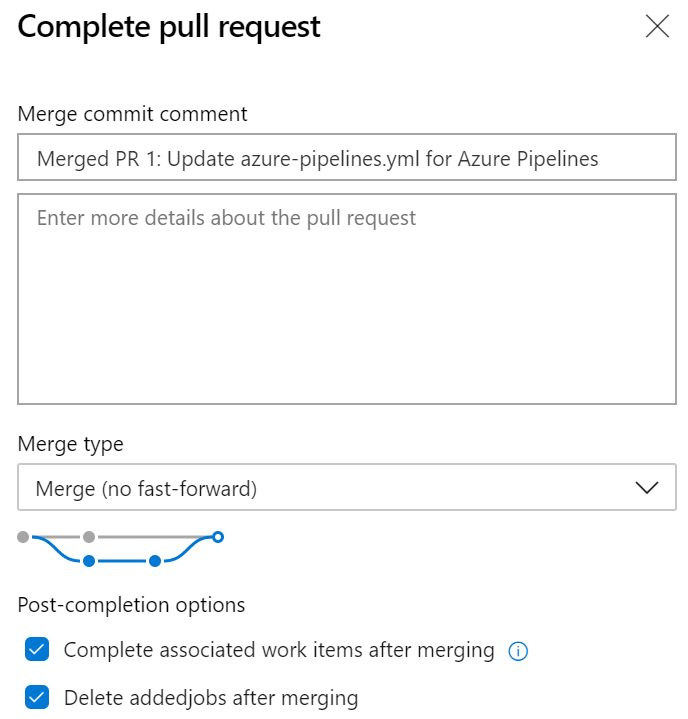 Complete pull request
Merge commit comment
Merged PR 1: Update azure-pipelines.yml for Azure Pipelines
Enter more details about the pull request
Merge type
Merge (no fast-forward)
Post-completion options
Complete associated work items after merging
Delete addedjobs after merging